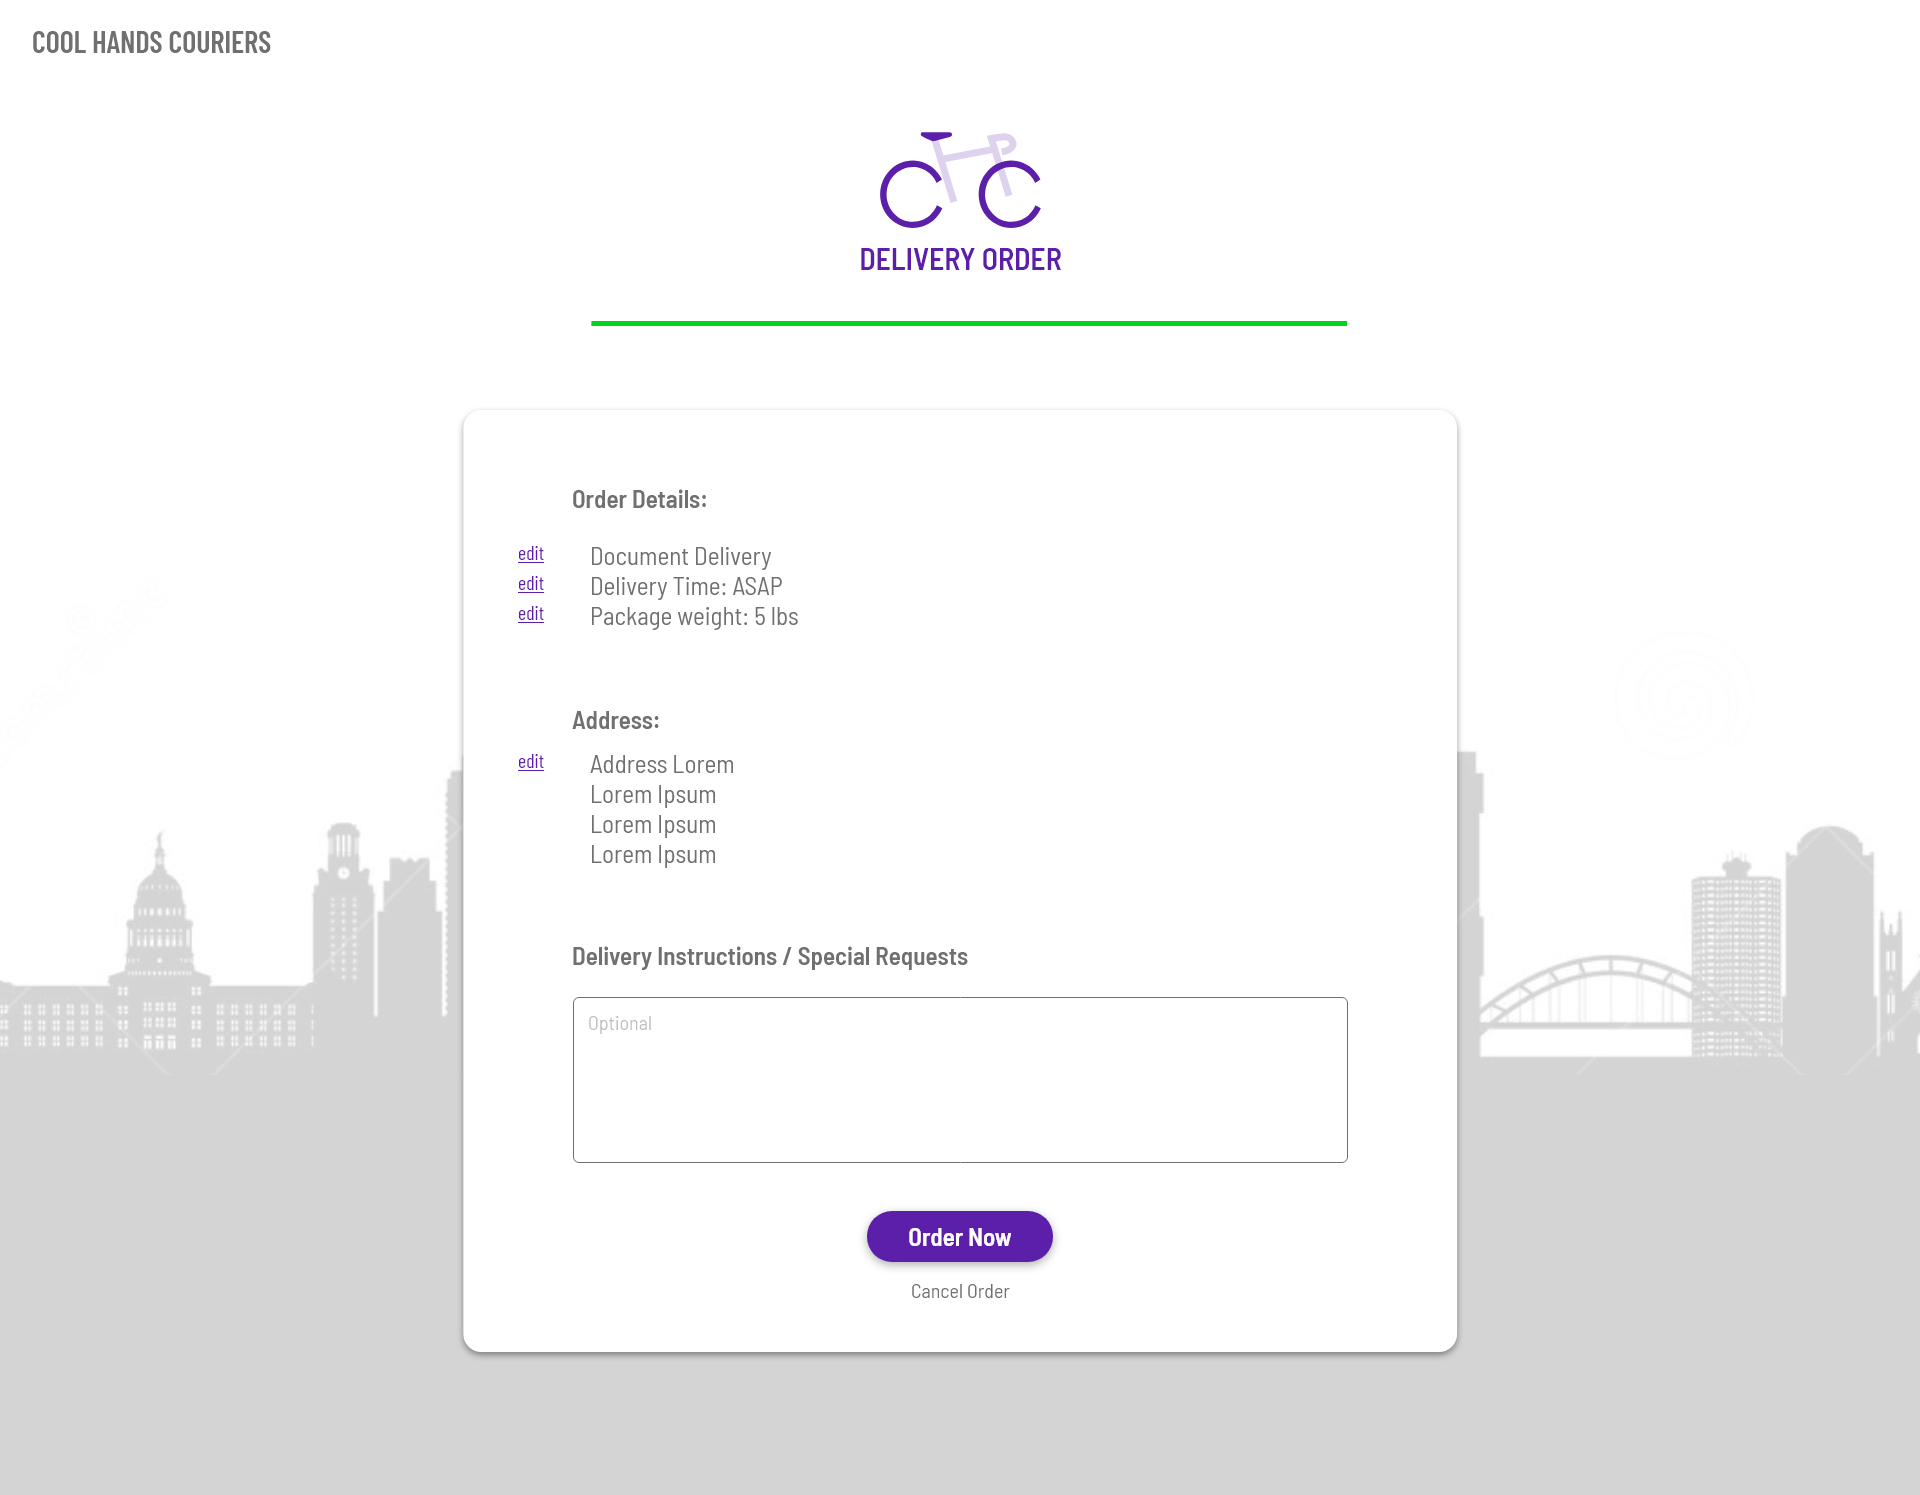 COOL HANDS COURIERS
DELIVERY ORDER
Order Details:
edit Document Delivery
edit Delivery Time: ASAP
edit Package weight: 5 lbs
Address:
edit Address Lorem
Lorem Ipsum
Lorem Ipsum
Lorem Ipsum
Delivery Instructions / Special Requests
Optional
Order Now
Cancel Order